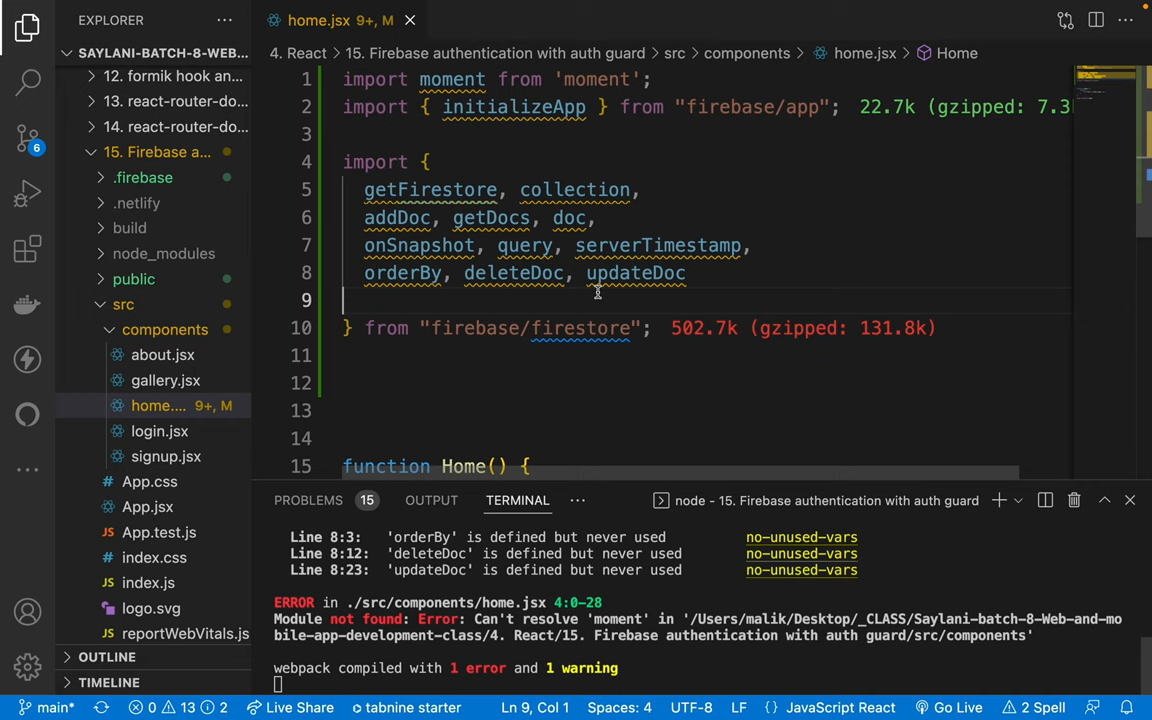 EXPLORER
SAYLANI-BATCH-8-WEB...
12. formik hook an...
13. react-router-do...
14. react-router-do...
15. Firebase a...
.firebase
.netlify
build
node_modules
public
src
components
about.jsx
gallery.jsx
home.... 9+, M
login.jsx
signup.jsx
App.css
App.jsx
App.test.js
index.css
index.js
logo.svg
reportWebVitals.js
OUTLINE
TIMELINE
6
home.jsx 9+, M
4. React > 15. Firebase authentication with auth guard > src > components > home.jsx > Home
1 import moment from 'moment';
2 import { initializeApp } from "firebase/app"; 22.7k (gzipped: 7.3
3
4 import {
5 getFirestore, collection,
6 addDoc, getDocs, doc,
7 onSnapshot, query, serverTimestamp,
8 orderBy, deleteDoc, updateDoc
9
10 } from "firebase/firestore"; 502.7k (gzipped: 131.8k)
11
12
13
14
15 function Home() {
PROBLEMS 15 OUTPUT TERMINAL ... node - 15. Firebase authentication with auth guard
Line 8:3: 'orderBy' is defined but never used no-unused-vars
Line 8:12: 'deleteDoc' is defined but never used no-unused-vars
Line 8:23: 'updateDoc' is defined but never used no-unused-vars
ERROR in ./src/components/home.jsx 4:0-28
Module not found: Error: Can't resolve 'moment' in '/Users/malik/Desktop/_CLASS/Saylani-batch-8-Web-and-mo
bile-app-development-class/4. React/15. Firebase authentication with auth guard/src/components'
webpack compiled with 1 error and 1 warning
main* 0 13 2 Live Share tabnine starter Ln 9, Col 1 Spaces: 4 UTF-8 LF {} JavaScript React Go Live 2 Spell